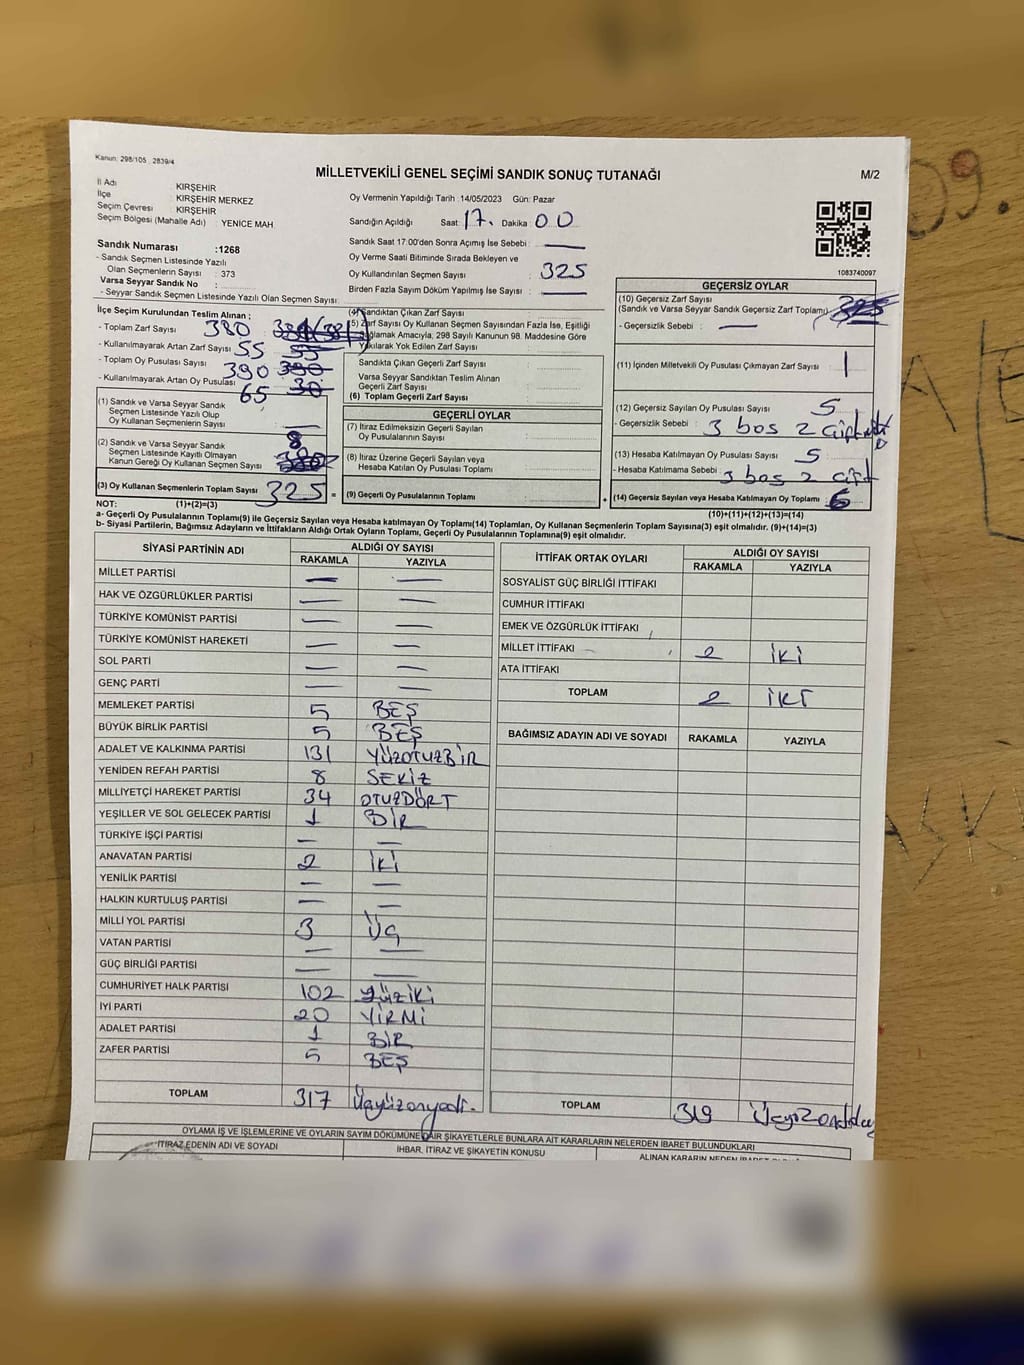 Kanun: 298/105 , 2839/4
MİLLETVEKİLİ GENEL SEÇİMİ SANDIK SONUÇ TUTANAĞI
M/2
İl Adı KIRŞEHİR
İlçe KIRŞEHİR MERKEZ
Seçim Çevresi KIRŞEHİR
Seçim Bölgesi (Mahalle Adı) : YENİCE MAH
Oy Vermenin Yapıldığı Tarih :14/05/2023 Gün: Pazar
Sandığın Açıldığı Saat: 17. Dakika: 00
Sandık Saat 17:00'den Sonra Açımış İse Sebebi : —
Oy Verme Saati Bitiminde Sırada Bekleyen ve
Oy Kullandırılan Seçmen Sayısı : 325
Birden Fazla Sayım Döküm Yapılmış İse Sayısı : —
1083740097
Sandık Numarası :1268
- Sandık Seçmen Listesinde Yazılı
Olan Seçmenlerin Sayısı : 373
Varsa Seyyar Sandık No :
- Seyyar Sandık Seçmen Listesinde Yazılı Olan Seçmen Sayısı:
İlçe Seçim Kurulundan Teslim Alınan ;
- Toplam Zarf Sayısı 380
- Kullanılmayarak Artan Zarf Sayısı : 55 55
- Toplam Oy Pusulası Sayısı : 390 390
- Kullanılmayarak Artan Oy Pusulası : 65 30
(1) Sandık ve Varsa Seyyar Sandık
Seçmen Listesinde Yazılı Olup
Oy Kullanan Seçmenlerin Sayısı : —
(2) Sandık ve Varsa Seyyar Sandık
Seçmen Listesinde Kayıtlı Olmayan
Kanun Gereği Oy Kullanan Seçmen Sayısı : 8
(3) Oy Kullanan Seçmenlerin Toplam Sayısı : 325
(4) Sandıktan Çıkan Zarf Sayısı :
(5) Zarf Sayısı Oy Kullanan Seçmen Sayısından Fazla İse, Eşitliği
Sağlamak Amacıyla, 298 Sayılı Kanunun 98. Maddesine Göre
Yakılarak Yok Edilen Zarf Sayısı :
Sandıkta Çıkan Geçerli Zarf Sayısı :
Varsa Seyyar Sandıktan Teslim Alınan
Geçerli Zarf Sayısı :
(6) Toplam Geçerli Zarf Sayısı :
GEÇERLİ OYLAR
(7) İtiraz Edilmeksizin Geçerli Sayılan
Oy Pusulalarının Sayısı :
(8) İtiraz Üzerine Geçerli Sayılan veya
Hesaba Katılan Oy Pusulası Toplamı :
(9) Geçerli Oy Pusulalarının Toplamı :
GEÇERSİZ OYLAR
(10) Geçersiz Zarf Sayısı
(Sandık ve Varsa Seyyar Sandık Geçersiz Zarf Toplamı) : 325
- Geçersizlik Sebebi : —
(11) İçinden Milletvekili Oy Pusulası Çıkmayan Zarf Sayısı : 1
(12) Geçersiz Sayılan Oy Pusulası Sayısı : 5
- Geçersizlik Sebebi : 3 bos 2
(13) Hesaba Katılmayan Oy Pusulası Sayısı : 5
- Hesaba Katılmama Sebebi : 3 bos 2 cift
(14) Geçersiz Sayılan veya Hesaba Katılmayan Oy Toplamı : 6
NOT: (1)+(2)=(3) (10)+(11)+(12)+(13)=(14)
a- Geçerli Oy Pusulalarının Toplamı(9) ile Geçersiz Sayılan veya Hesaba katılmayan Oy Toplamı(14) Toplamları, Oy Kullanan Seçmenlerin Toplam Sayısına(3) eşit olmalıdır. (9)+(14)=(3)
b- Siyasi Partilerin, Bağımsız Adayların ve İttifakların Aldığı Ortak Oyların Toplamı, Geçerli Oy Pusulalarının Toplamına(9) eşit olmalıdır.
SİYASİ PARTİNİN ADI ALDIĞI OY SAYISI
RAKAMLA YAZIYLA
MİLLET PARTİSİ — —
HAK VE ÖZGÜRLÜKLER PARTİSİ — —
TÜRKİYE KOMÜNİST PARTİSİ — —
TÜRKİYE KOMÜNİST HAREKETİ — —
SOL PARTİ — —
GENÇ PARTİ — —
MEMLEKET PARTİSİ 5 BEŞ
BÜYÜK BİRLİK PARTİSİ 5 BEŞ
ADALET VE KALKINMA PARTİSİ 131 YÜZOTUZBİR
YENİDEN REFAH PARTİSİ 8 SEKİZ
MİLLİYETÇİ HAREKET PARTİSİ 34 OTUZDÖRT
YEŞİLLER VE SOL GELECEK PARTİSİ 1 BİR
TÜRKİYE İŞÇİ PARTİSİ — —
ANAVATAN PARTİSİ 2 İKİ
YENİLİK PARTİSİ — —
HALKIN KURTULUŞ PARTİSİ — —
MİLLİ YOL PARTİSİ 3 ÜÇ
VATAN PARTİSİ — —
GÜÇ BİRLİĞİ PARTİSİ — —
CUMHURİYET HALK PARTİSİ 102 YÜZİKİ
İYİ PARTİ 20 YİRMİ
ADALET PARTİSİ 1 BİR
ZAFER PARTİSİ 5 BEŞ
TOPLAM 317 Üçyüzonyedi.
İTTİFAK ORTAK OYLARI ALDIĞI OY SAYISI
RAKAMLA YAZIYLA
SOSYALİST GÜÇ BİRLİĞİ İTTİFAKI
CUMHUR İTTİFAKI
EMEK VE ÖZGÜRLÜK İTTİFAKI
MİLLET İTTİFAKI 2 İKİ
ATA İTTİFAKI
TOPLAM 2 İKİ
BAĞIMSIZ ADAYIN ADI VE SOYADI RAKAMLA YAZIYLA
TOPLAM 319
OYLAMA İŞ VE İŞLEMLERİNE VE OYLARIN SAYIM DÖKÜMÜNE DAİR ŞİKAYETLERLE BUNLARA AİT KARARLARIN NELERDEN İBARET BULUNDUKLARI
İTİRAZ EDENİN ADI VE SOYADI İHBAR, İTİRAZ VE ŞİKAYETİN KONUSU ALINAN KARARIN NEDEN İBARET